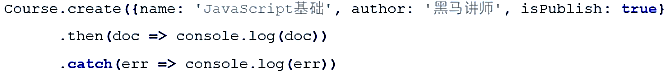 Course.create({name: 'JavaScript基础', author: '黑马讲师', isPublish: true}
.then(doc => console.log(doc))
.catch(err => console.log(err))